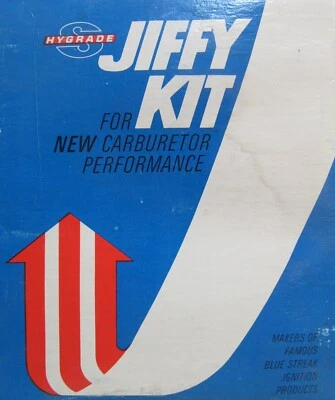 HYGRADE
S
JIFFY
KIT
FOR
NEW CARBURETOR
PERFORMANCE
MAKERS OF
FAMOUS
BLUE STREAK
IGNITION
PRODUCTS